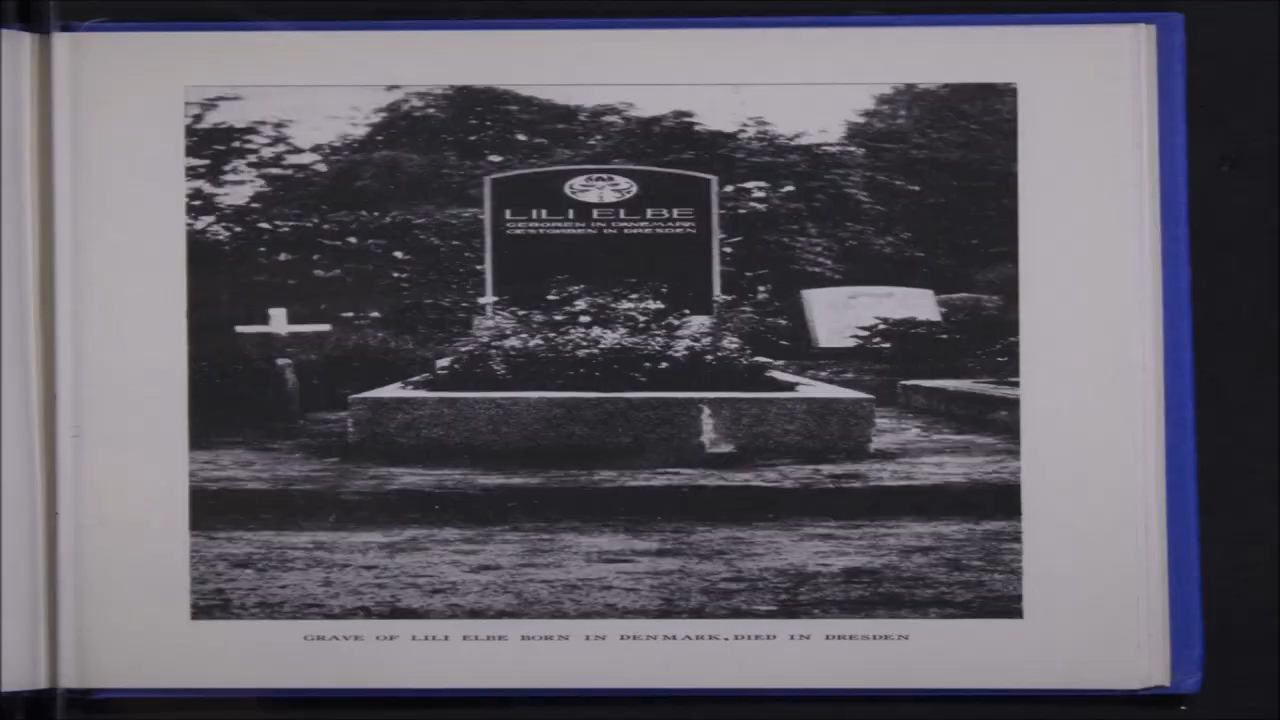 LILI ELBE
GEBOREN IN DÄNEMARK
GESTORBEN IN DRESDEN
GRAVE OF LILI ELBE BORN IN DENMARK, DIED IN DRESDEN